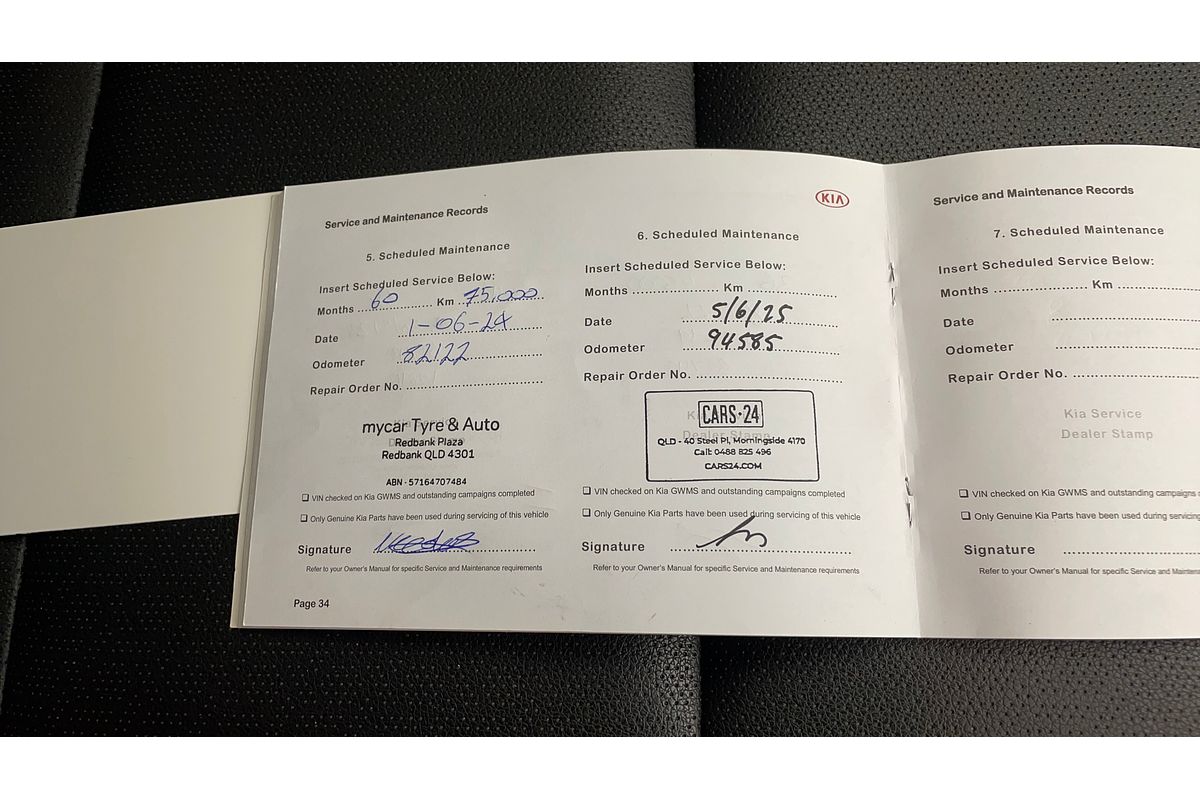 Service and Maintenance Records
5. Scheduled Maintenance
Insert Scheduled Service Below:
Months 60 Km 75,000
Date 1-06-24
Odometer 82122
Repair Order No.
mycar Tyre & Auto
Redbank Plaza
Redbank QLD 4301
ABN - 57164707484
VIN checked on Kia GWMS and outstanding campaigns completed
Only Genuine Kia Parts have been used during servicing of this vehicle
Signature
Refer to your Owner's Manual for specific Service and Maintenance requirements
Page 34
KIA
6. Scheduled Maintenance
Insert Scheduled Service Below:
Months Km
Date 5/6/25
Odometer 94585
Repair Order No.
CARS·24
Dealer Stamp
QLD - 40 Steel Pl, Morningside 4170
Call: 0488 825 496
CARS24.COM
VIN checked on Kia GWMS and outstanding campaigns completed
Only Genuine Kia Parts have been used during servicing of this vehicle
Signature
Refer to your Owner's Manual for specific Service and Maintenance requirements
Service and Maintenance Records
7. Scheduled Maintenance
Insert Scheduled Service Below:
Months Km
Date
Odometer
Repair Order No.
Kia Service
Dealer Stamp
VIN checked on Kia GWMS and outstanding campaigns
Only Genuine Kia Parts have been used during servicing
Signature
Refer to your Owner's Manual for specific Service and